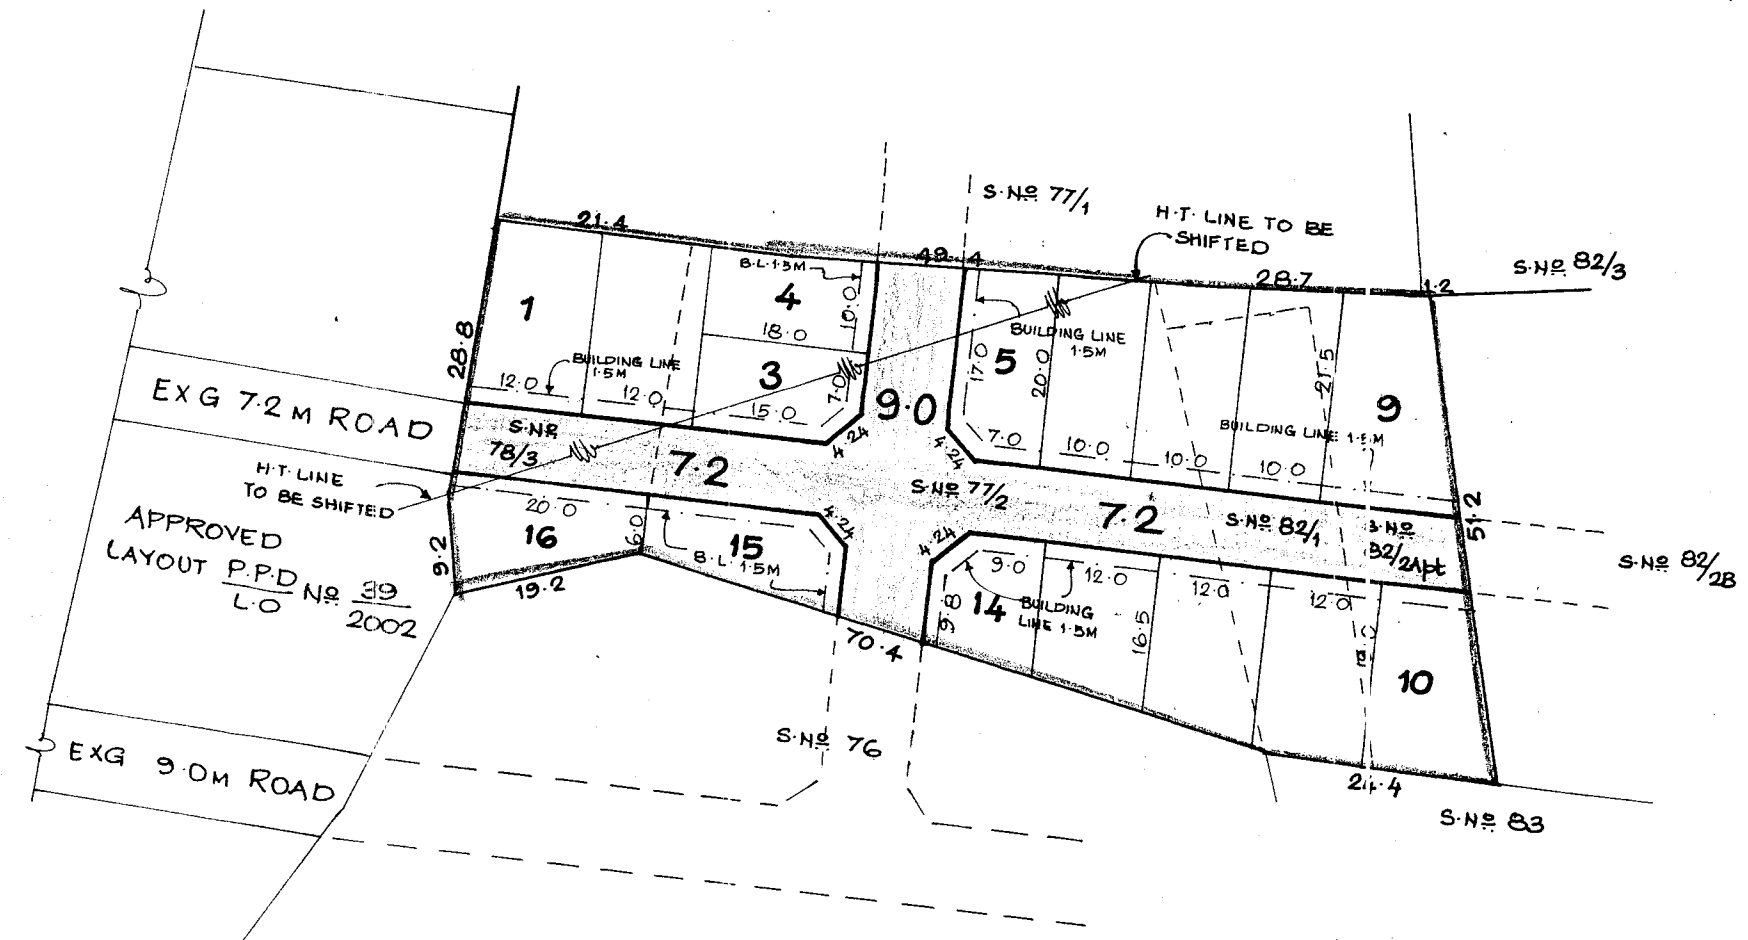 S.Nº 77/1
H.T. LINE TO BE
SHIFTED
S.Nº 82/3
21.4
49.4
28.7
1.2
B.L.1.5M
4
10.0
18.0
1
28.8
BUILDING LINE
1.5M
12.0
12.0
3
7.0
15.0
4.24
9.0
BUILDING LINE
1.5M
5
17.0
20.0
7.0
4.24
10.0
10.0
10.0
21.5
9
BUILDING LINE 1.5M
EXG 7.2 M ROAD
S.Nº
78/3
7.2
S.Nº 77/2
7.2
S.Nº 82/1
S.Nº
82/2Apt
51.2
S.Nº 82/2B
H.T. LINE
TO BE SHIFTED
APPROVED
LAYOUT P.P.D Nº 39
L.O 2002
20.0
16
6.0
9.2
19.2
15
B.L. 1.5M
4.24
4.24
9.0
9.8
14
BUILDING
LINE 1.5M
12.0
12.0
12.0
16.5
10
70.4
24.4
S.Nº 76
S.Nº 83
EXG 9.0M ROAD